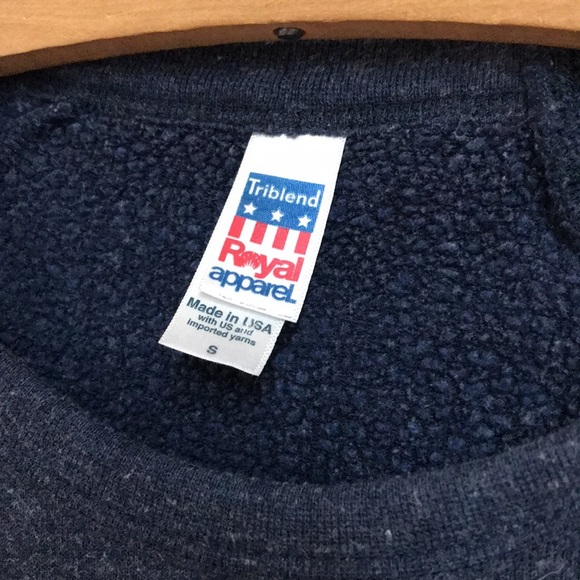 Triblend
Royal
apparel.
Made in USA
with US and
imported yarns
S